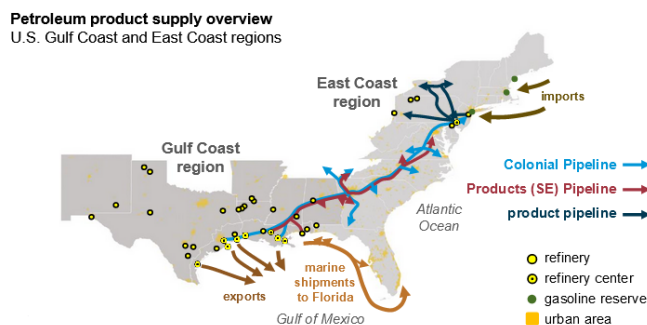 Petroleum product supply overview
U.S. Gulf Coast and East Coast regions
East Coast
region
imports
Gulf Coast
region
Colonial Pipeline
Products (SE) Pipeline
product pipeline
Atlantic
Ocean
refinery
refinery center
gasoline reserve
urban area
marine
shipments
to Florida
exports
Gulf of Mexico